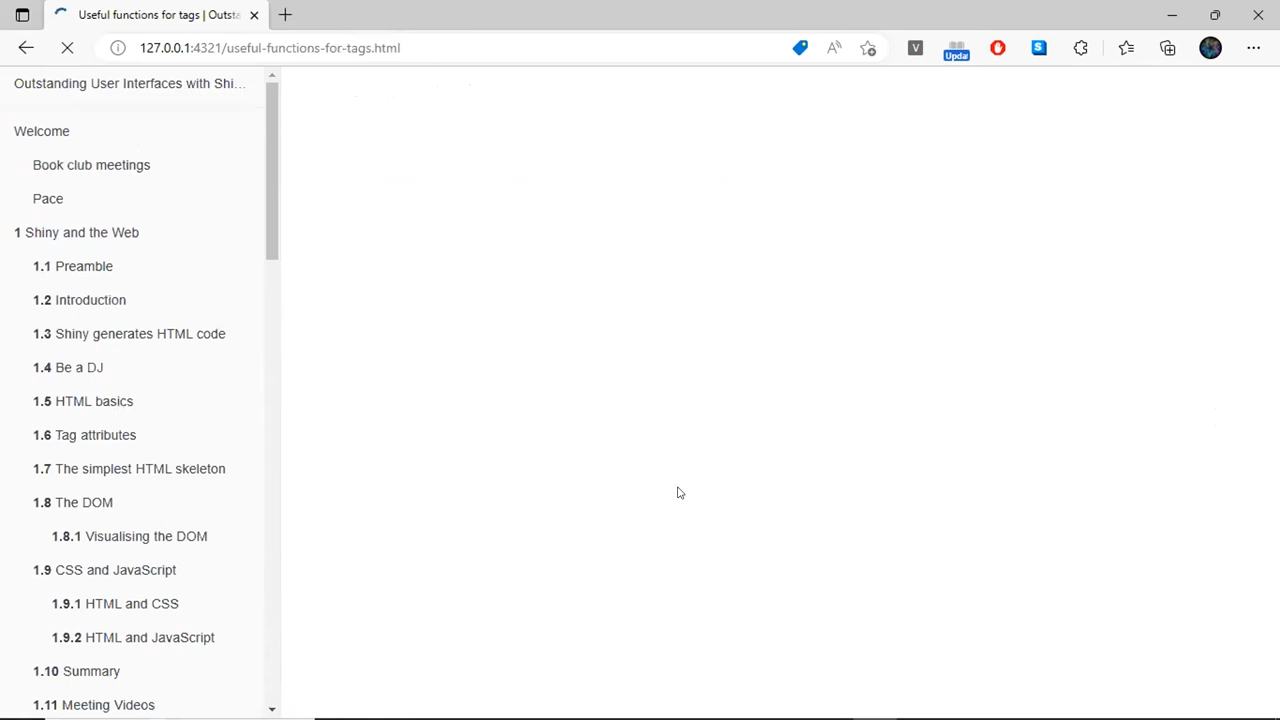 Useful functions for tags | Outsta
127.0.0.1:4321/useful-functions-for-tags.html
V
Updat
S
Outstanding User Interfaces with Shi...
Welcome
Book club meetings
Pace
1 Shiny and the Web
1.1 Preamble
1.2 Introduction
1.3 Shiny generates HTML code
1.4 Be a DJ
1.5 HTML basics
1.6 Tag attributes
1.7 The simplest HTML skeleton
1.8 The DOM
1.8.1 Visualising the DOM
1.9 CSS and JavaScript
1.9.1 HTML and CSS
1.9.2 HTML and JavaScript
1.10 Summary
1.11 Meeting Videos